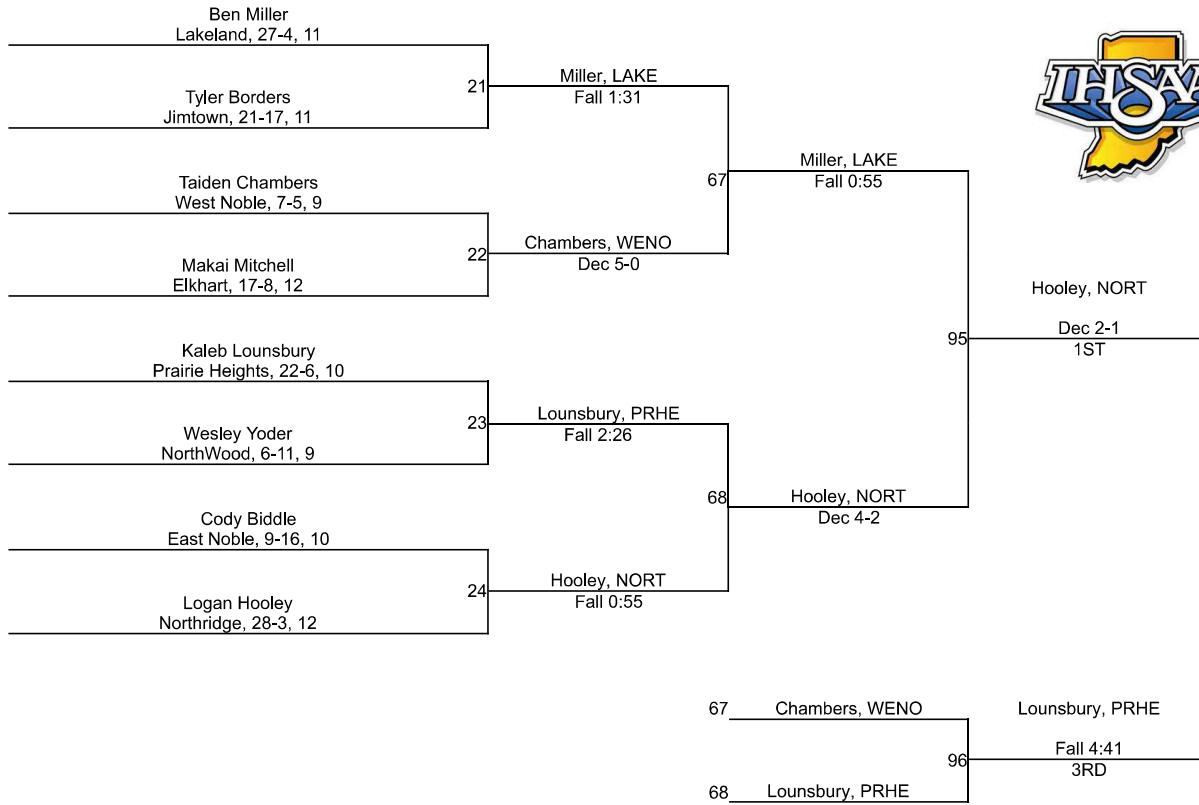 Ben Miller
Lakeland, 27-4, 11
21
Miller, LAKE
Fall 1:31
Tyler Borders
Jimtown, 21-17, 11
IHSAA
67
Miller, LAKE
Fall 0:55
Taiden Chambers
West Noble, 7-5, 9
22
Chambers, WENO
Dec 5-0
Makai Mitchell
Elkhart, 17-8, 12
95
Hooley, NORT
Dec 2-1
1ST
Kaleb Lounsbury
Prairie Heights, 22-6, 10
23
Lounsbury, PRHE
Fall 2:26
Wesley Yoder
NorthWood, 6-11, 9
68
Hooley, NORT
Dec 4-2
Cody Biddle
East Noble, 9-16, 10
24
Hooley, NORT
Fall 0:55
Logan Hooley
Northridge, 28-3, 12
67
Chambers, WENO
96
Lounsbury, PRHE
Fall 4:41
3RD
68
Lounsbury, PRHE